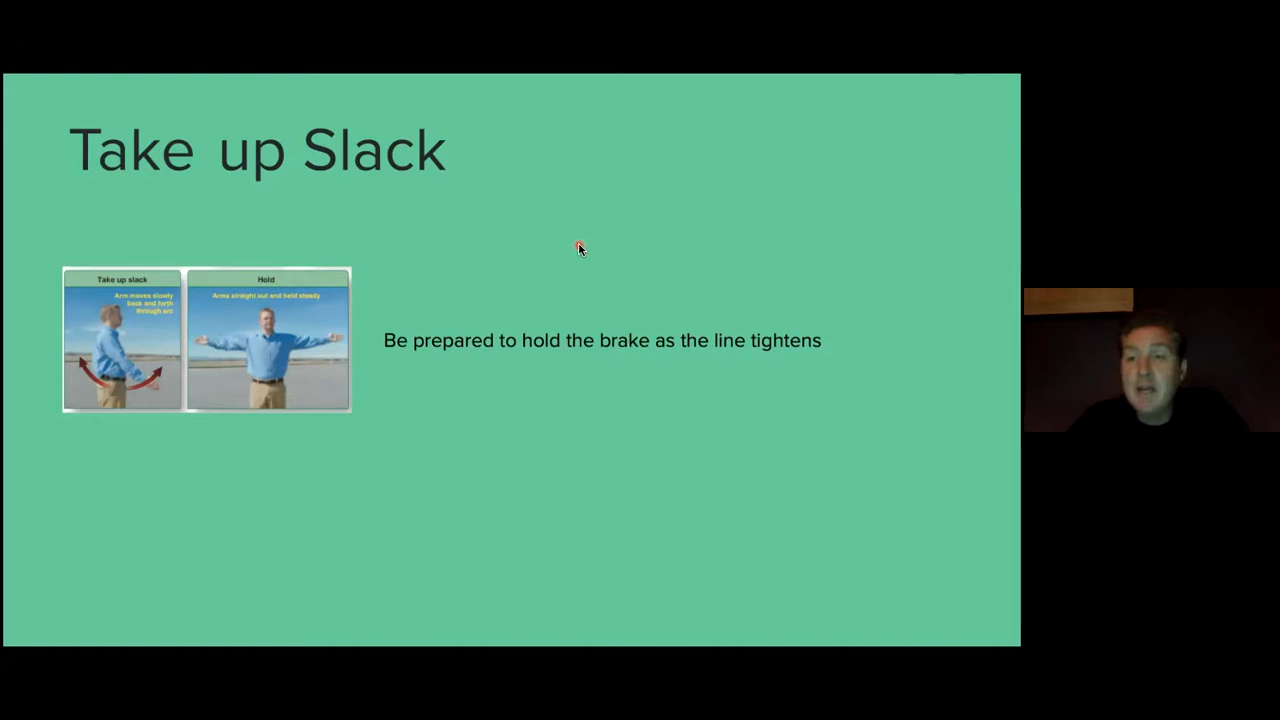 Take up Slack
Take up slack
Arm moves slowly
back and forth
through arc
Hold
Arms straight out and held steady
Be prepared to hold the brake as the line tightens